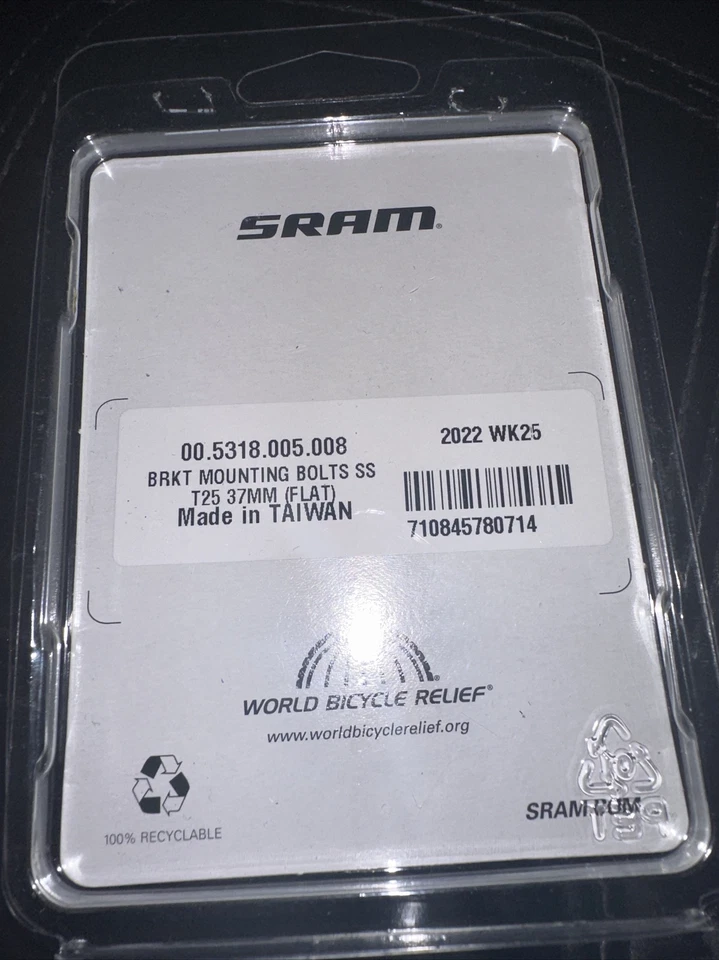 SRAM®
00.5318.005.008
BRKT MOUNTING BOLTS SS
T25 37MM (FLAT)
Made in TAIWAN
2022 WK25
710845780714
WORLD BICYCLE RELIEF®
www.worldbicyclerelief.org
100% RECYCLABLE
SRAM.COM